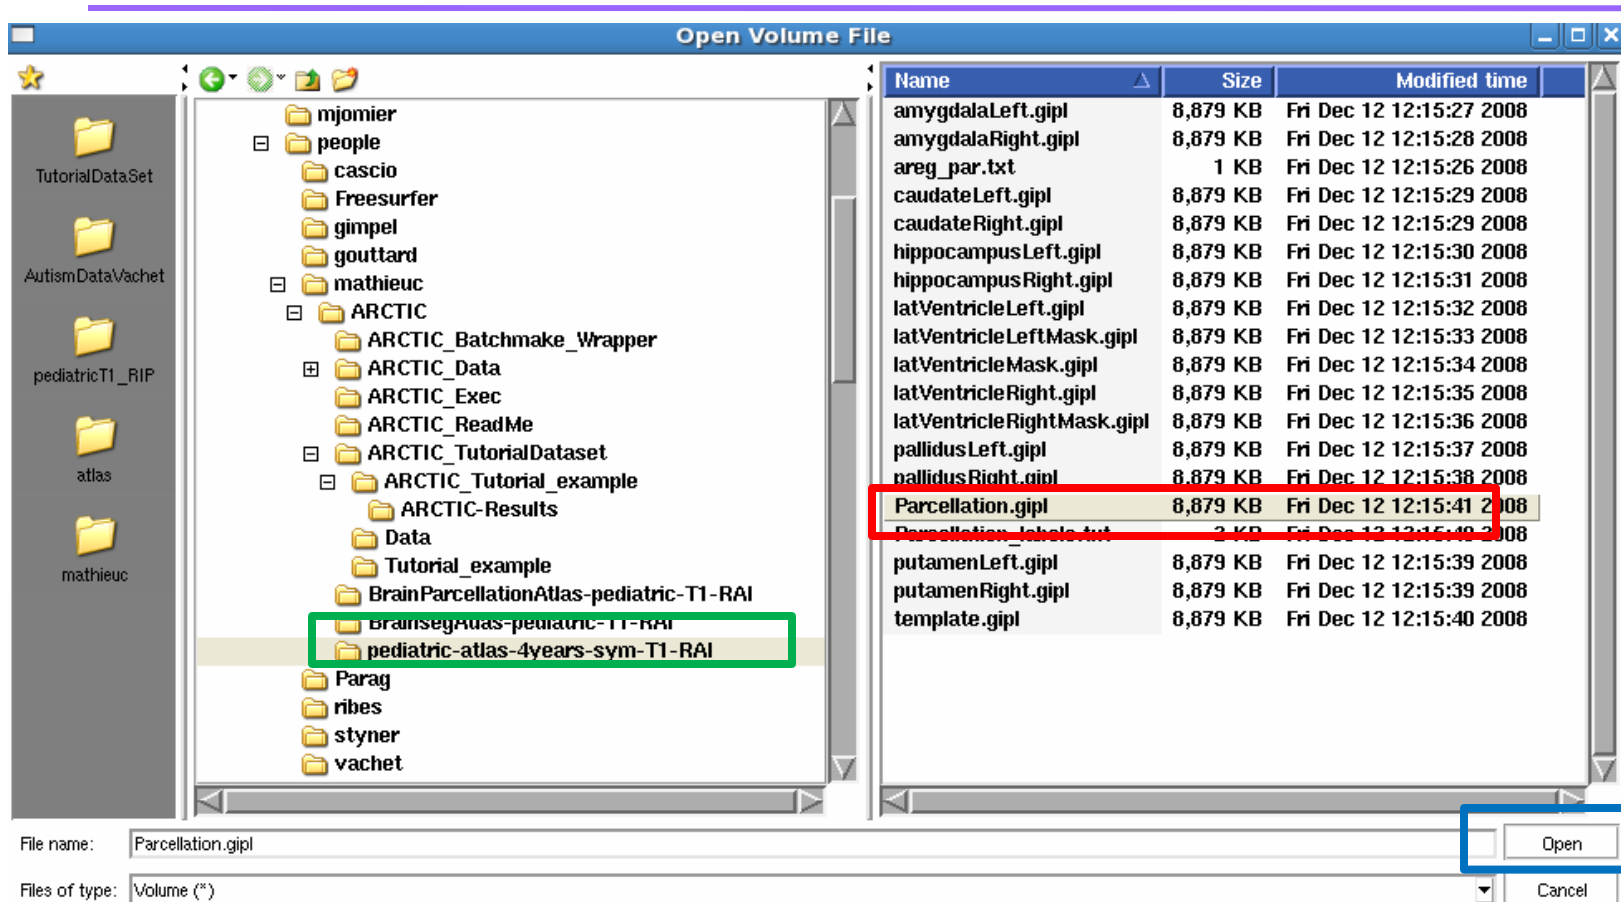 Open Volume File
TutorialDataSet
AutismDataVachet
pediatricT1_RIP
atlas
mathieuc
mjomier
people
cascio
Freesurfer
gimpel
gouttard
mathieuc
ARCTIC
ARCTIC_Batchmake_Wrapper
ARCTIC_Data
ARCTIC_Exec
ARCTIC_ReadMe
ARCTIC_TutorialDataset
ARCTIC_Tutorial_example
ARCTIC-Results
Data
Tutorial_example
BrainParcellationAtlas-pediatric-T1-RAI
BrainsegAtlas-pediatric-T1-RAI
pediatric-atlas-4years-sym-T1-RAI
Parag
ribes
styner
vachet
Name Size Modified time
amygdalaLeft.gipl 8,879 KB Fri Dec 12 12:15:27 2008
amygdalaRight.gipl 8,879 KB Fri Dec 12 12:15:28 2008
areg_par.txt 1 KB Fri Dec 12 12:15:26 2008
caudateLeft.gipl 8,879 KB Fri Dec 12 12:15:29 2008
caudateRight.gipl 8,879 KB Fri Dec 12 12:15:29 2008
hippocampusLeft.gipl 8,879 KB Fri Dec 12 12:15:30 2008
hippocampusRight.gipl 8,879 KB Fri Dec 12 12:15:31 2008
latVentricleLeft.gipl 8,879 KB Fri Dec 12 12:15:32 2008
latVentricleLeftMask.gipl 8,879 KB Fri Dec 12 12:15:33 2008
latVentricleMask.gipl 8,879 KB Fri Dec 12 12:15:34 2008
latVentricleRight.gipl 8,879 KB Fri Dec 12 12:15:35 2008
latVentricleRightMask.gipl 8,879 KB Fri Dec 12 12:15:36 2008
pallidusLeft.gipl 8,879 KB Fri Dec 12 12:15:37 2008
pallidusRight.gipl 8,879 KB Fri Dec 12 12:15:38 2008
Parcellation.gipl 8,879 KB Fri Dec 12 12:15:41 2008
KB Fri Dec 12 2008
putamenLeft.gipl 8,879 KB Fri Dec 12 12:15:39 2008
putamenRight.gipl 8,879 KB Fri Dec 12 12:15:39 2008
template.gipl 8,879 KB Fri Dec 12 12:15:40 2008
File name: Parcellation.gipl Open
Files of type: Volume (*) Cancel